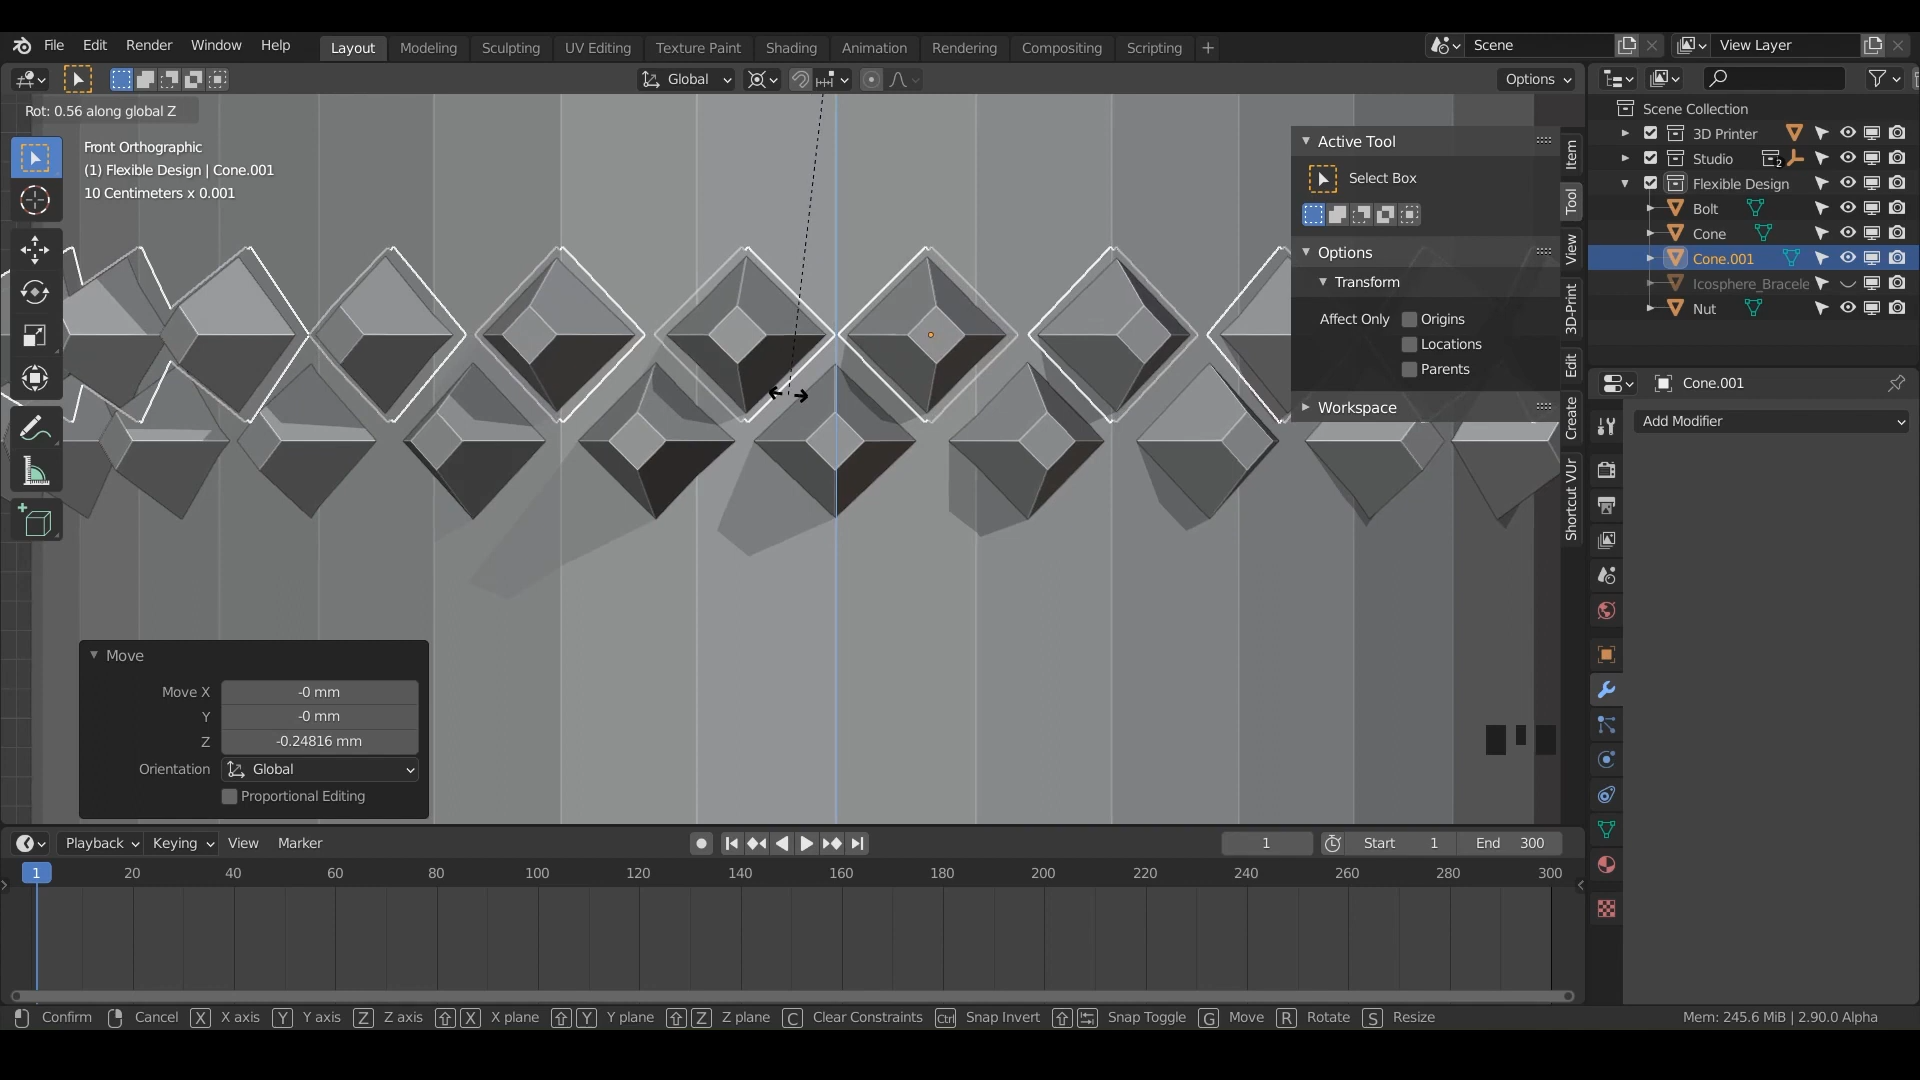 File Edit Render Window Help
Layout Modeling Sculpting UV Editing Texture Paint Shading Animation Rendering Compositing Scripting +
Scene
View Layer
Global
Options
Rot: 0.56 along global Z
Front Orthographic
(1) Flexible Design | Cone.001
10 Centimeters x 0.001
Active Tool
Select Box
Options
Transform
Affect Only Origins
Locations
Parents
Workspace
Item
Tool
View
3D-Print
Edit
Create
Shortcut VUr
Scene Collection
3D Printer
Studio 2
Flexible Design
Bolt
Cone
Cone.001
Icosphere_Bracele
Nut
Cone.001
Add Modifier
Move
Move X -0 mm
Y -0 mm
Z -0.24816 mm
Orientation Global
Proportional Editing
Playback Keying View Marker
1 Start 1 End 300
1 20 40 60 80 100 120 140 160 180 200 220 240 260 280 300
Confirm Cancel X X axis Y Y axis Z Z axis X X plane Y Y plane Z Z plane C Clear Constraints Ctrl Snap Invert Snap Toggle G Move R Rotate S Resize
Mem: 245.6 MiB | 2.90.0 Alpha